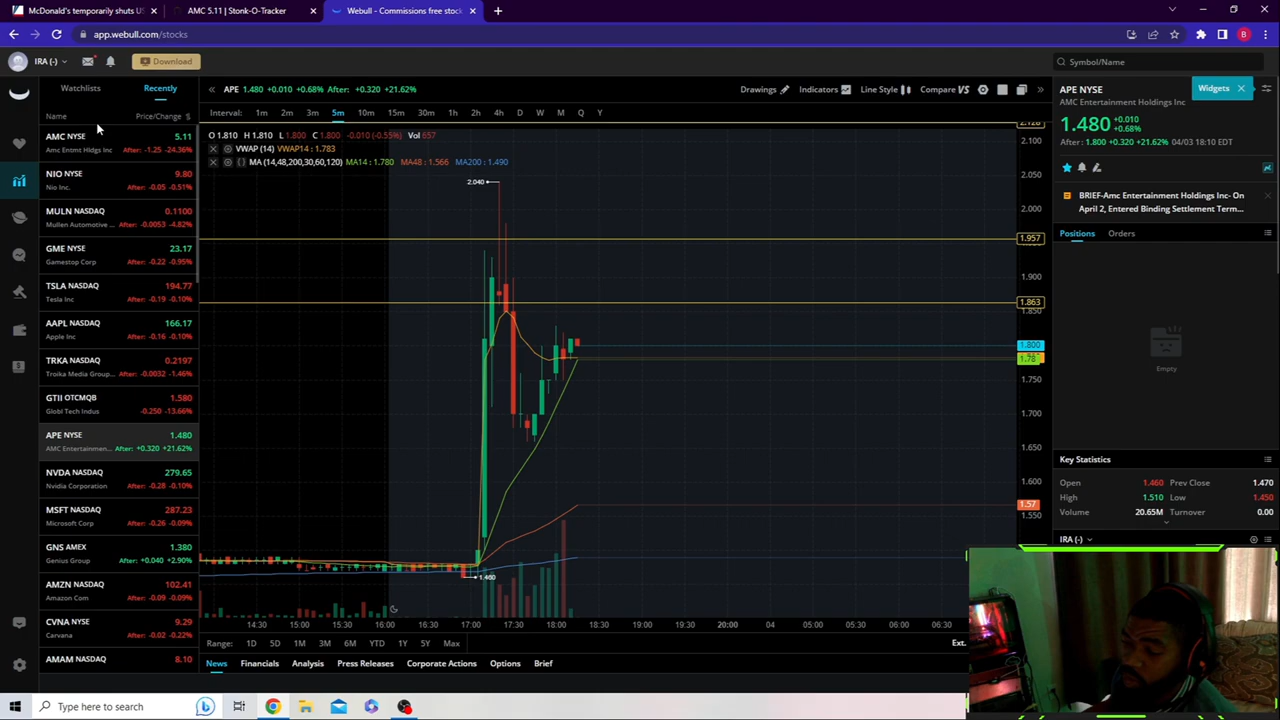 McDonald's temporarily shuts U
AMC 5.11 | Stonk-O-Tracker
Webull - Commissions free stock
app.webull.com/stocks
IRA (-)
Download
Symbol/Name
Watchlists
Recently
Name
Price/Change
AMC NYSE 5.11
Amc Entmt Hldgs Inc After: -1.25 -24.36%
NIO NYSE 9.80
Nio Inc. After: -0.05 -0.51%
MULN NASDAQ 0.1100
Mullen Automotive ... After: -0.0053 -4.82%
GME NYSE 23.17
Gamestop Corp After: -0.22 -0.95%
TSLA NASDAQ 194.77
Tesla Inc After: -0.19 -0.10%
AAPL NASDAQ 166.17
Apple Inc After: -0.16 -0.10%
TRKA NASDAQ 0.2197
Troika Media Group... After: -0.0032 -1.46%
GTII OTCMQB 1.580
Globl Tech Indus -0.250 -13.66%
APE NYSE 1.480
AMC Entertainmen... After: +0.320 +21.62%
NVDA NASDAQ 279.65
Nvidia Corporation After: -0.28 -0.10%
MSFT NASDAQ 287.23
Microsoft Corp After: -0.26 -0.09%
GNS AMEX 1.380
Genius Group After: +0.040 +2.90%
AMZN NASDAQ 102.41
Amazon Com After: -0.09 -0.09%
CVNA NYSE 9.29
Carvana After: -0.02 -0.22%
AMAM NASDAQ 8.10
APE 1.480 +0.010 +0.68% After: +0.320 +21.62%
Drawings Indicators Line Style Compare VS
Interval: 1m 2m 3m 5m 10m 15m 30m 1h 2h 4h D W M Q Y
O 1.810 H 1.810 L 1.800 C 1.800 -0.010 (-0.55%) Vol 657
VWAP (14) VWAP14 : 1.783
MA (14,48,200,30,60,120) MA14 : 1.780 MA48 : 1.566 MA200 : 1.490
2.040
1.460
2.050
2.000
1.957
1.900
1.863
1.850
1.800
1.78
1.750
1.700
1.650
1.600
1.57
1.550
14:30 15:00 15:30 16:00 16:30 17:00 17:30 18:00 18:30 19:00 19:30 20:00 04 05:00 05:30 06:00 06:30
Range: 1D 5D 1M 3M 6M YTD 1Y 5Y Max
Ext.
News Financials Analysis Press Releases Corporate Actions Options Brief
APE NYSE
Widgets
AMC Entertainment Holdings Inc
1.480 +0.010
+0.68%
After : 1.800 +0.320 +21.62% 04/03 18:10 EDT
BRIEF-Amc Entertainment Holdings Inc- On
April 2, Entered Binding Settlement Term...
Positions Orders
Empty
Key Statistics
Open 1.460 Prev Close 1.470
High 1.510 Low 1.450
Volume 20.65M Turnover 0.00
IRA (-)
Type here to search